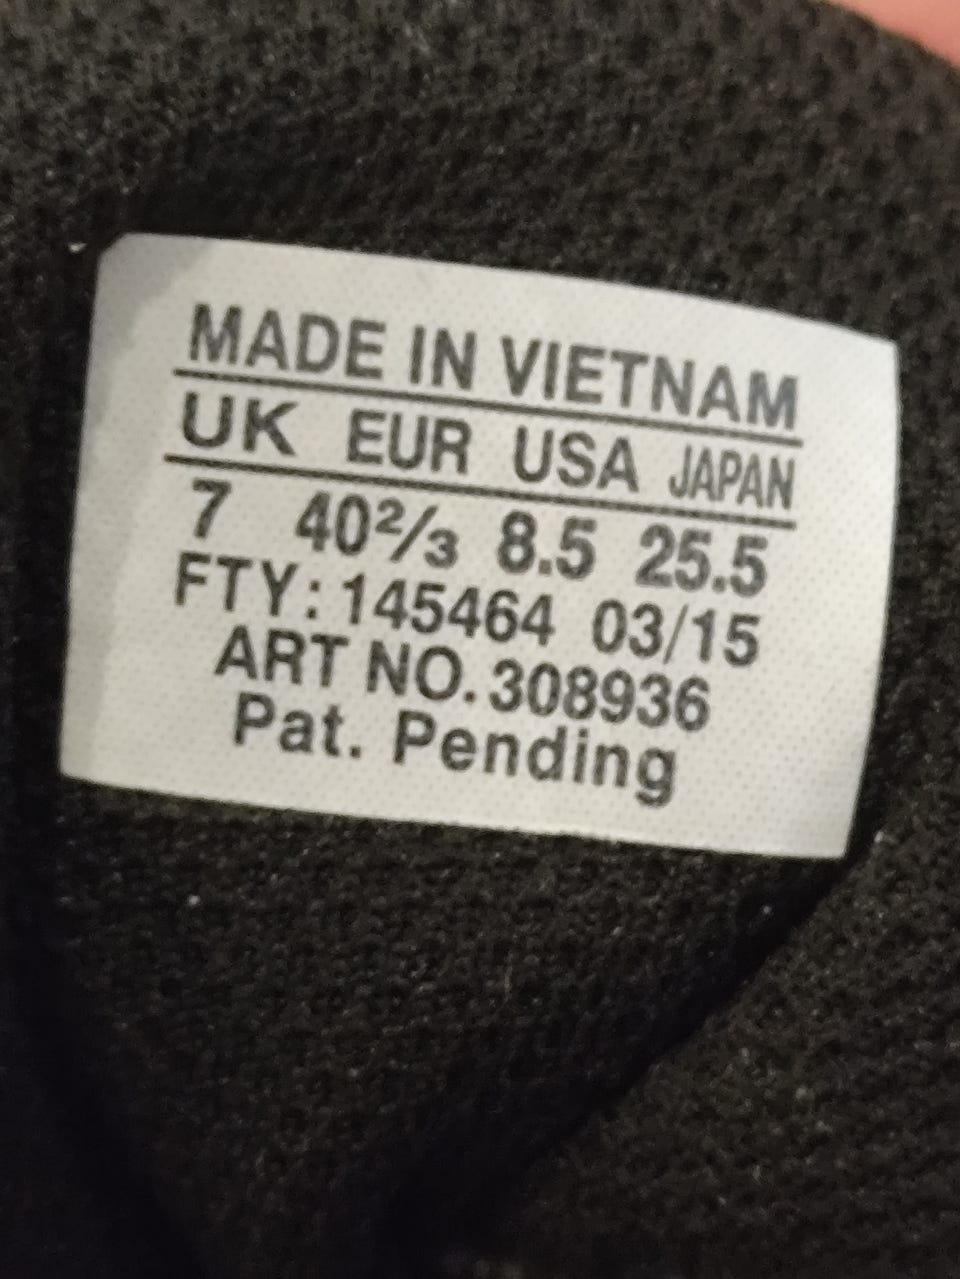 MADE IN VIETNAM
UK EUR USA JAPAN
7 40²/₃ 8.5 25.5
FTY: 145464 03/15
ART NO. 308936
Pat. Pending